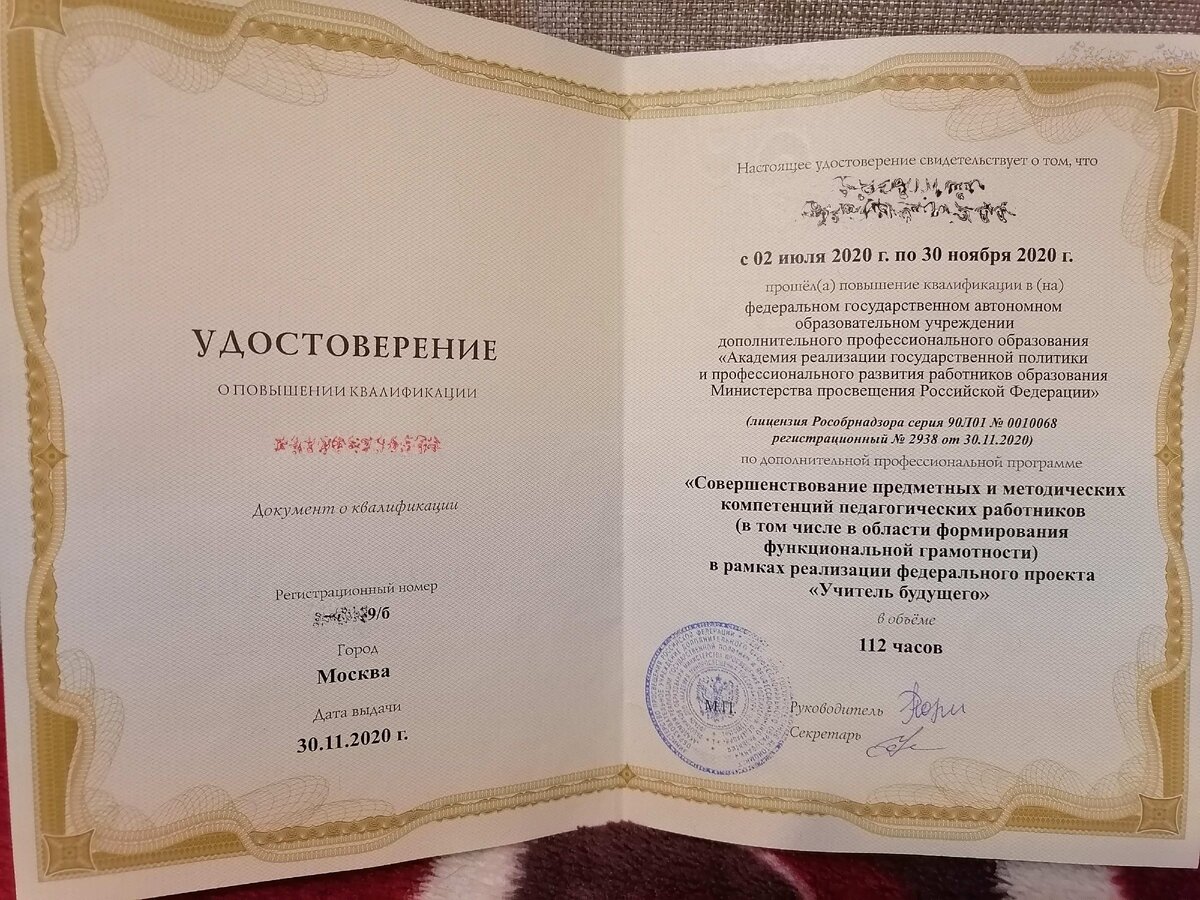 УДОСТОВЕРЕНИЕ
О ПОВЫШЕНИИ КВАЛИФИКАЦИИ
Документ о квалификации
Регистрационный номер
9/б
Город
Москва
Дата выдачи
30.11.2020 г.
Настоящее удостоверение свидетельствует о том, что
с 02 июля 2020 г. по 30 ноября 2020 г.
прошёл(а) повышение квалификации в (на)
федеральном государственном автономном
образовательном учреждении
дополнительного профессионального образования
«Академия реализации государственной политики
и профессионального развития работников образования
Министерства просвещения Российской Федерации»
(лицензия Рособрнадзора серия 90Л01 № 0010068
регистрационный № 2938 от 30.11.2020)
по дополнительной профессиональной программе
«Совершенствование предметных и методических
компетенций педагогических работников
(в том числе в области формирования
функциональной грамотности)
в рамках реализации федерального проекта
«Учитель будущего»
в объёме
112 часов
М.П.
Руководитель
Секретарь